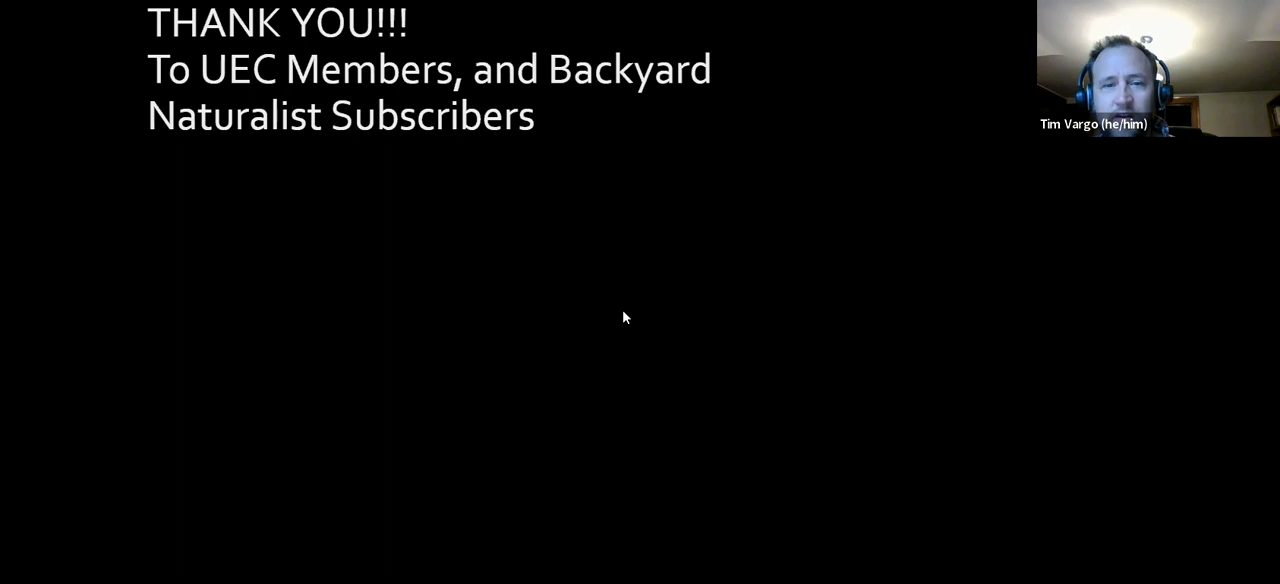 THANK YOU!!!
To UEC Members, and Backyard
Naturalist Subscribers
Tim Vargo (he/him)